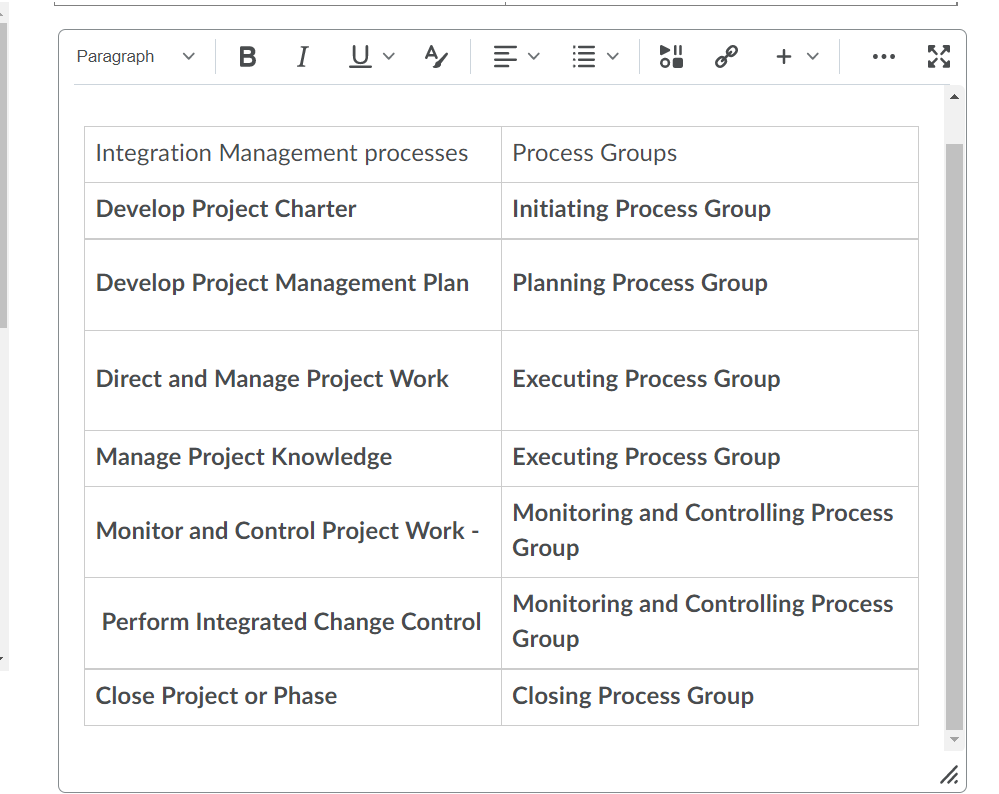 Paragraph
B I U A
Integration Management processes Process Groups
Develop Project Charter Initiating Process Group
Develop Project Management Plan Planning Process Group
Direct and Manage Project Work Executing Process Group
Manage Project Knowledge Executing Process Group
Monitor and Control Project Work - Monitoring and Controlling Process
Group
Perform Integrated Change Control Monitoring and Controlling Process
Group
Close Project or Phase Closing Process Group